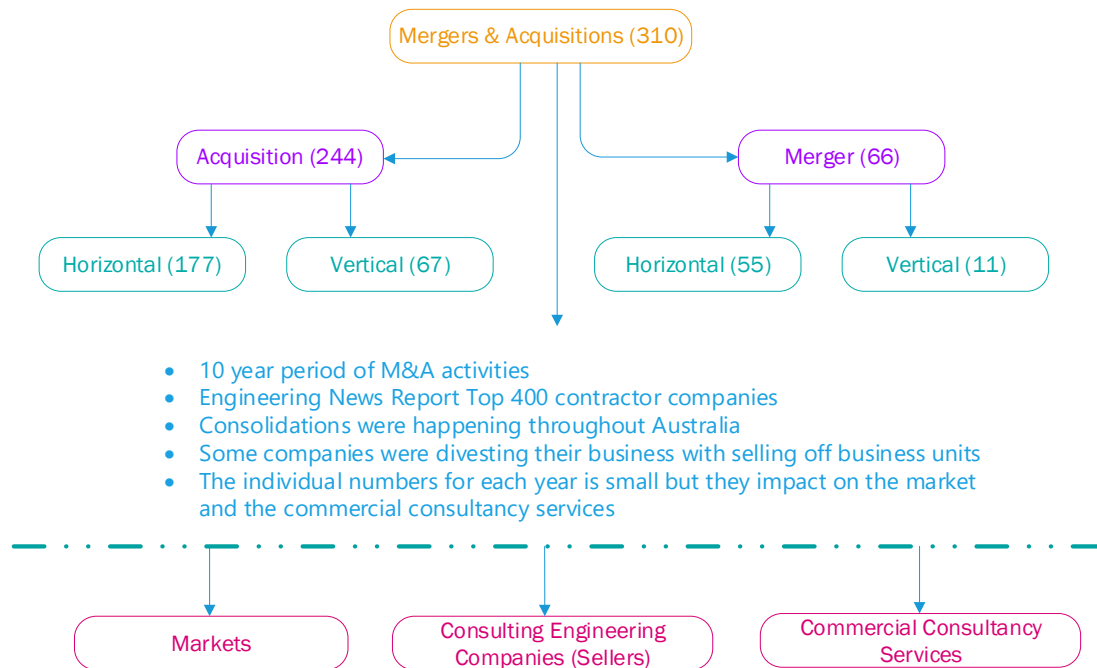 Mergers & Acquisitions (310)
Acquisition (244)
Merger (66)
Horizontal (177)
Vertical (67)
Horizontal (55)
Vertical (11)
• 10 year period of M&A activities
• Engineering News Report Top 400 contractor companies
• Consolidations were happening throughout Australia
• Some companies were divesting their business with selling off business units
• The individual numbers for each year is small but they impact on the market
and the commercial consultancy services
Markets
Consulting Engineering
Companies (Sellers)
Commercial Consultancy
Services